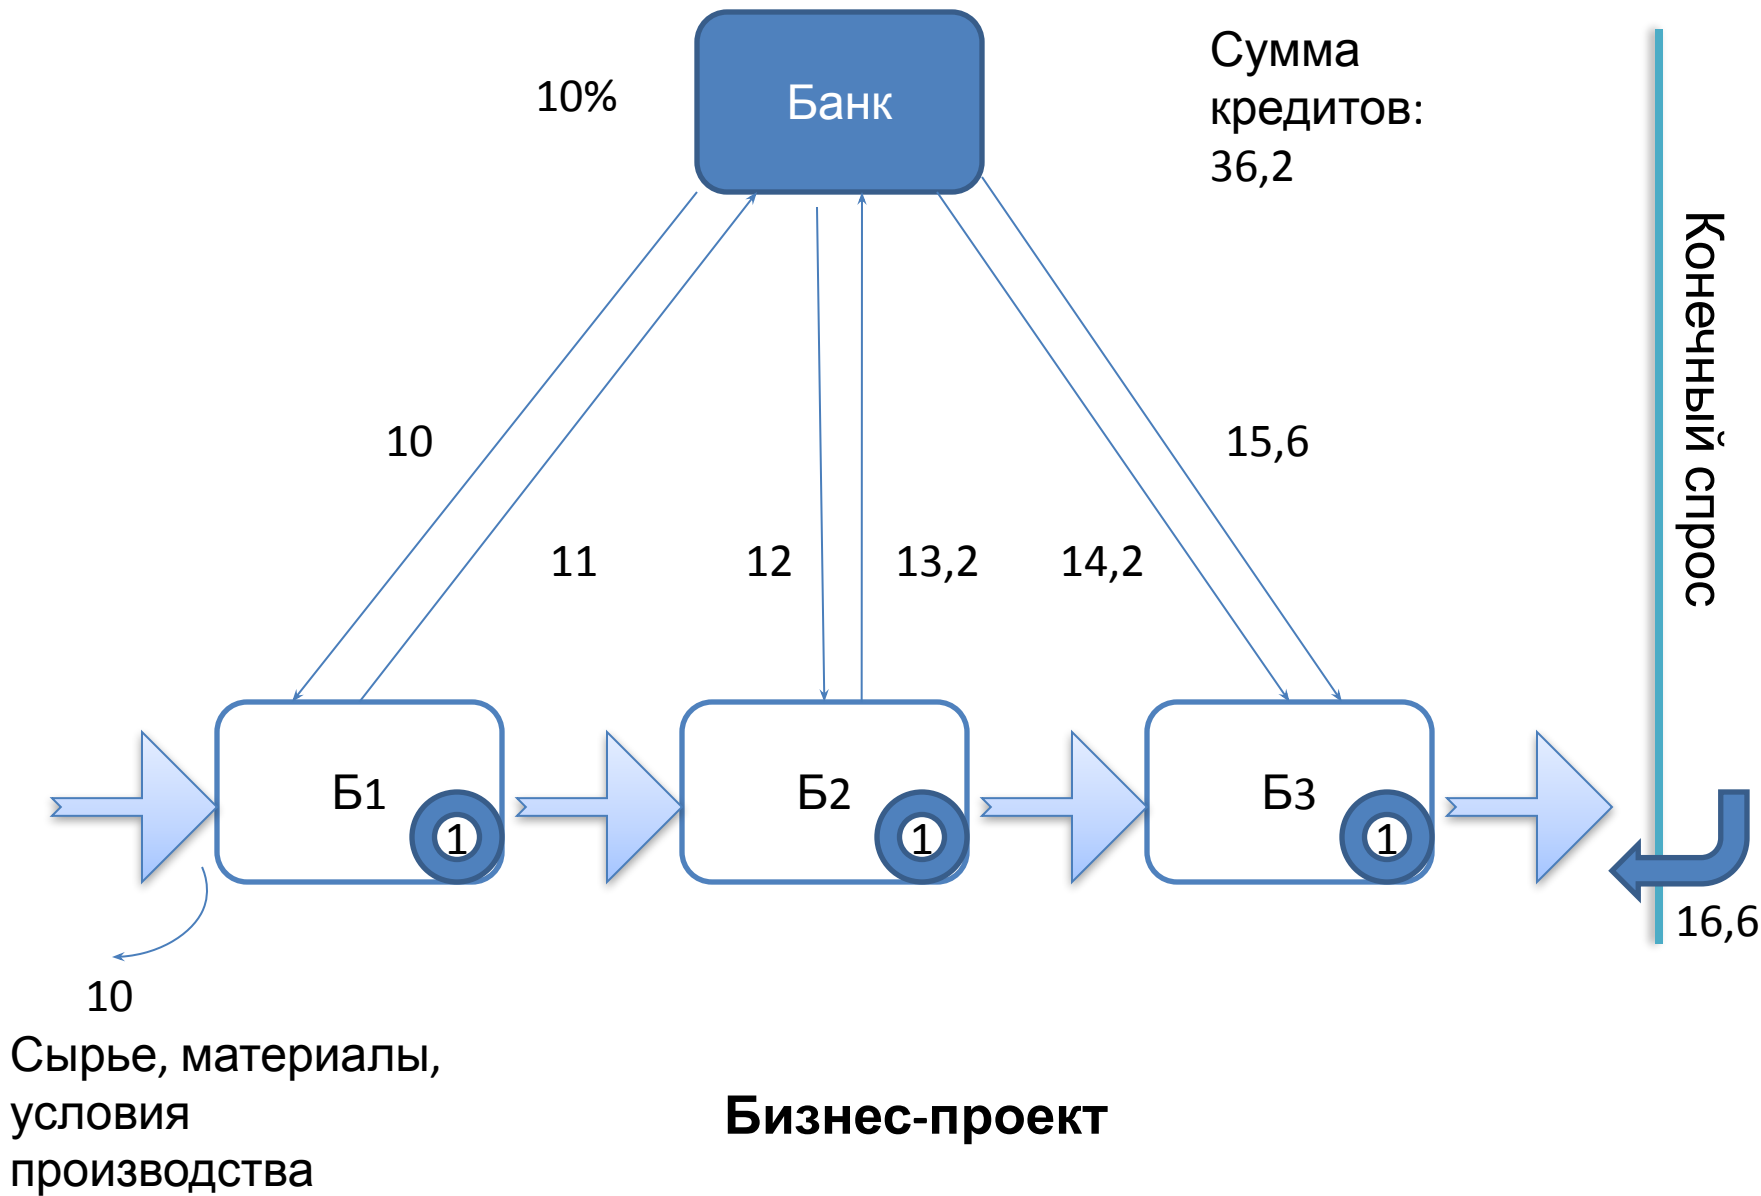 Сумма
кредитов:
36,2
10%
Банк
Конечный спрос
10
15,6
11
12
13,2
14,2
Б1
1
Б2
1
Б3
1
16,6
10
Сырье, материалы,
условия
производства
Бизнес-проект